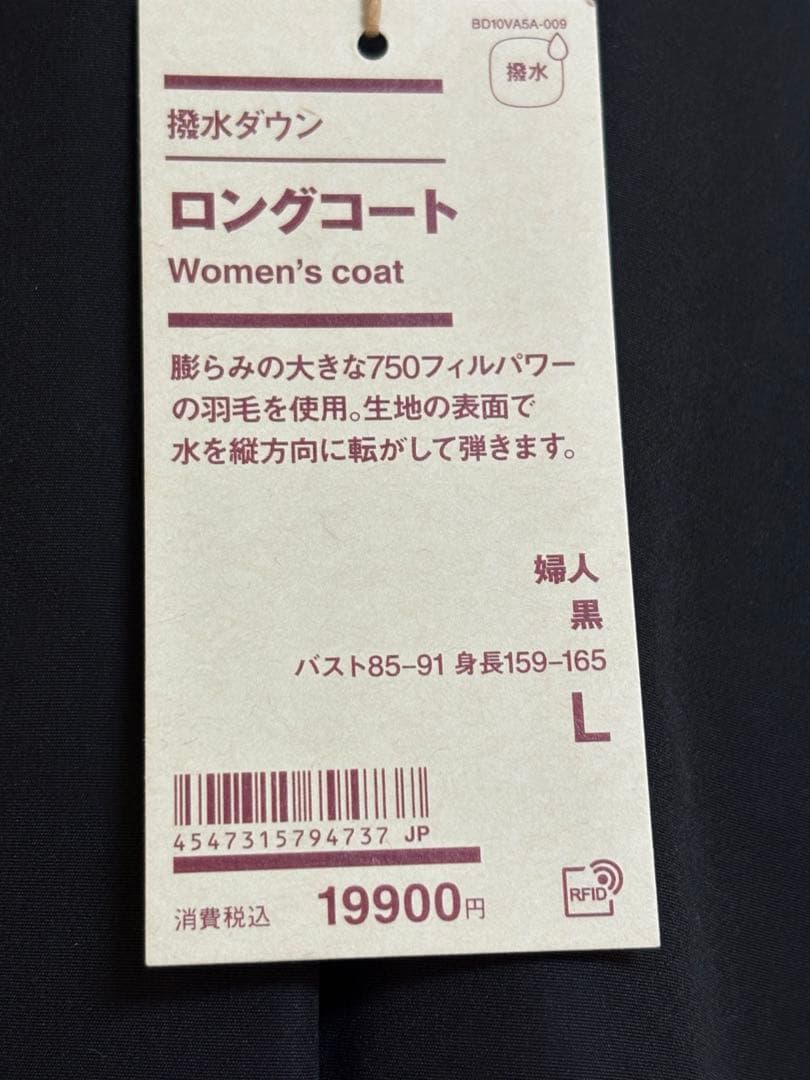 BD10VA5A-009
撥水
撥水ダウン
ロングコート
Women's coat
膨らみの大きな750フィルパワー
の羽毛を使用。生地の表面で
水を縦方向に転がして弾きます。
婦人
黒
バスト85-91 身長159-165
L
4547315794737 JP
消費税込 19900円
RFID